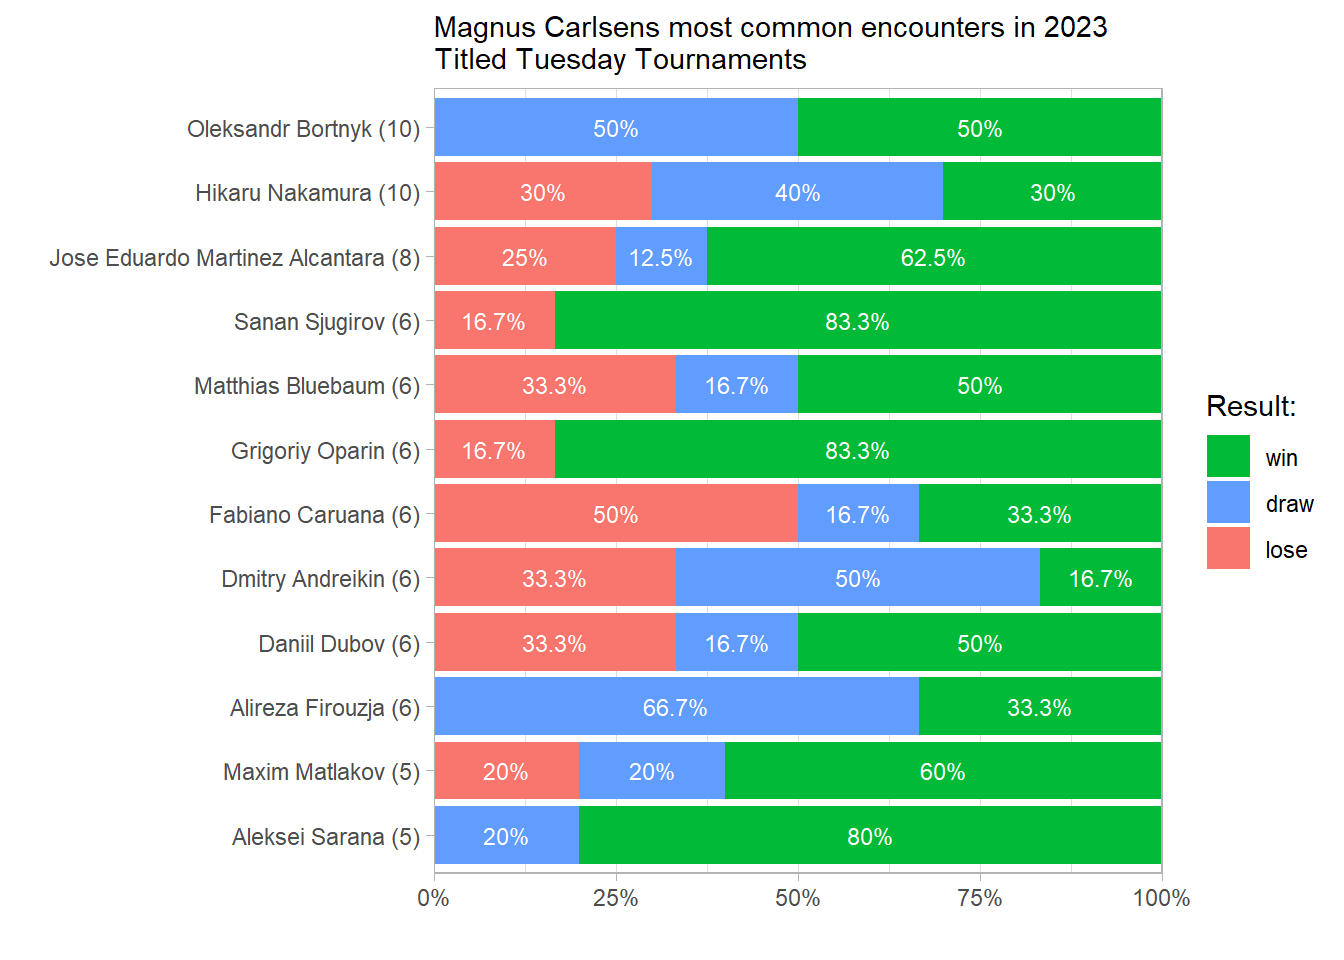 Magnus Carlsens most common encounters in 2023
Titled Tuesday Tournaments
Oleksandr Bortnyk (10) 50% 50%
Hikaru Nakamura (10) 30% 40% 30%
Jose Eduardo Martinez Alcantara (8) 25% 12.5% 62.5%
Sanan Sjugirov (6) 16.7% 83.3%
Matthias Bluebaum (6) 33.3% 16.7% 50%
Grigoriy Oparin (6) 16.7% 83.3%
Fabiano Caruana (6) 50% 16.7% 33.3%
Dmitry Andreikin (6) 33.3% 50% 16.7%
Daniil Dubov (6) 33.3% 16.7% 50%
Alireza Firouzja (6) 66.7% 33.3%
Maxim Matlakov (5) 20% 20% 60%
Aleksei Sarana (5) 20% 80%
0% 25% 50% 75% 100%
Result:
win
draw
lose